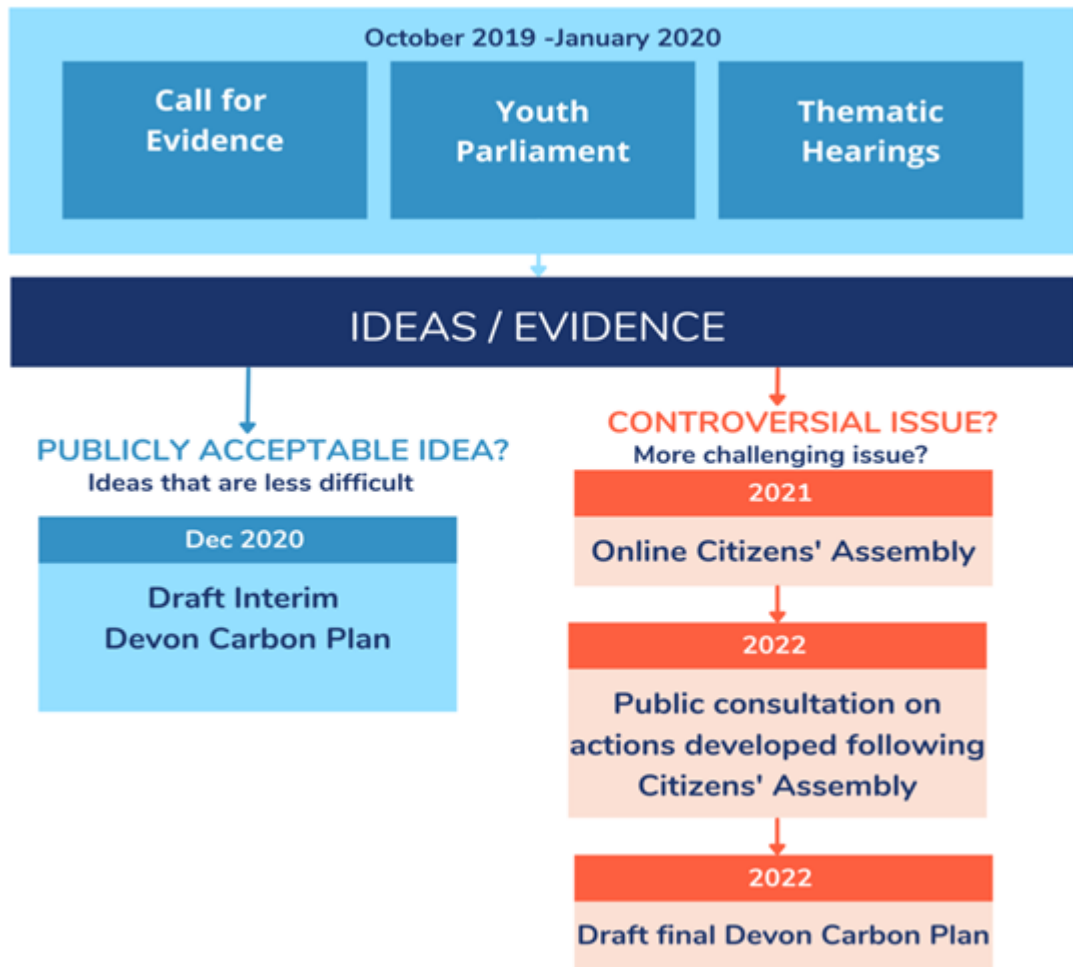 October 2019 -January 2020
Call for
Evidence
Youth
Parliament
Thematic
Hearings
IDEAS / EVIDENCE
PUBLICLY ACCEPTABLE IDEA?
Ideas that are less difficult
Dec 2020
Draft Interim
Devon Carbon Plan
CONTROVERSIAL ISSUE?
More challenging issue?
2021
Online Citizens' Assembly
2022
Public consultation on
actions developed following
Citizens' Assembly
2022
Draft final Devon Carbon Plan